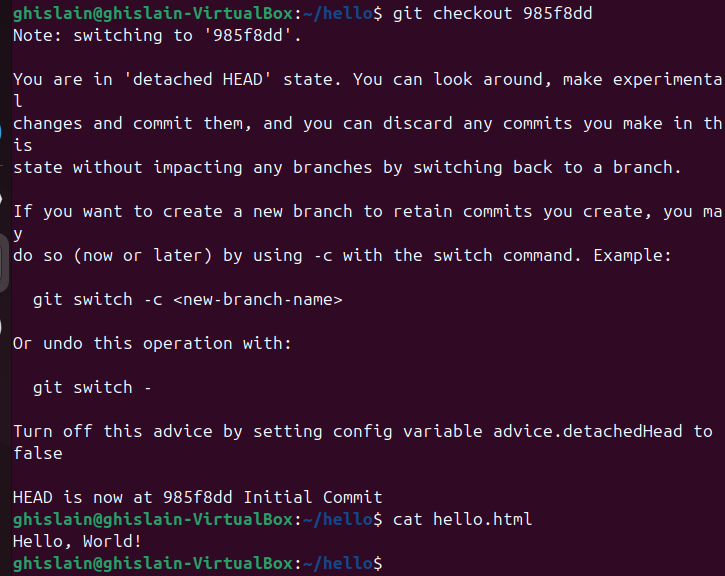 ghislain@ghislain-VirtualBox:~/hello$ git checkout 985f8dd
Note: switching to '985f8dd'.
You are in 'detached HEAD' state. You can look around, make experimenta
l
changes and commit them, and you can discard any commits you make in th
is
state without impacting any branches by switching back to a branch.
If you want to create a new branch to retain commits you create, you ma
y
do so (now or later) by using -c with the switch command. Example:
git switch -c <new-branch-name>
Or undo this operation with:
git switch -
Turn off this advice by setting config variable advice.detachedHead to
false
HEAD is now at 985f8dd Initial Commit
ghislain@ghislain-VirtualBox:~/hello$ cat hello.html
Hello, World!
ghislain@ghislain-VirtualBox:~/hello$